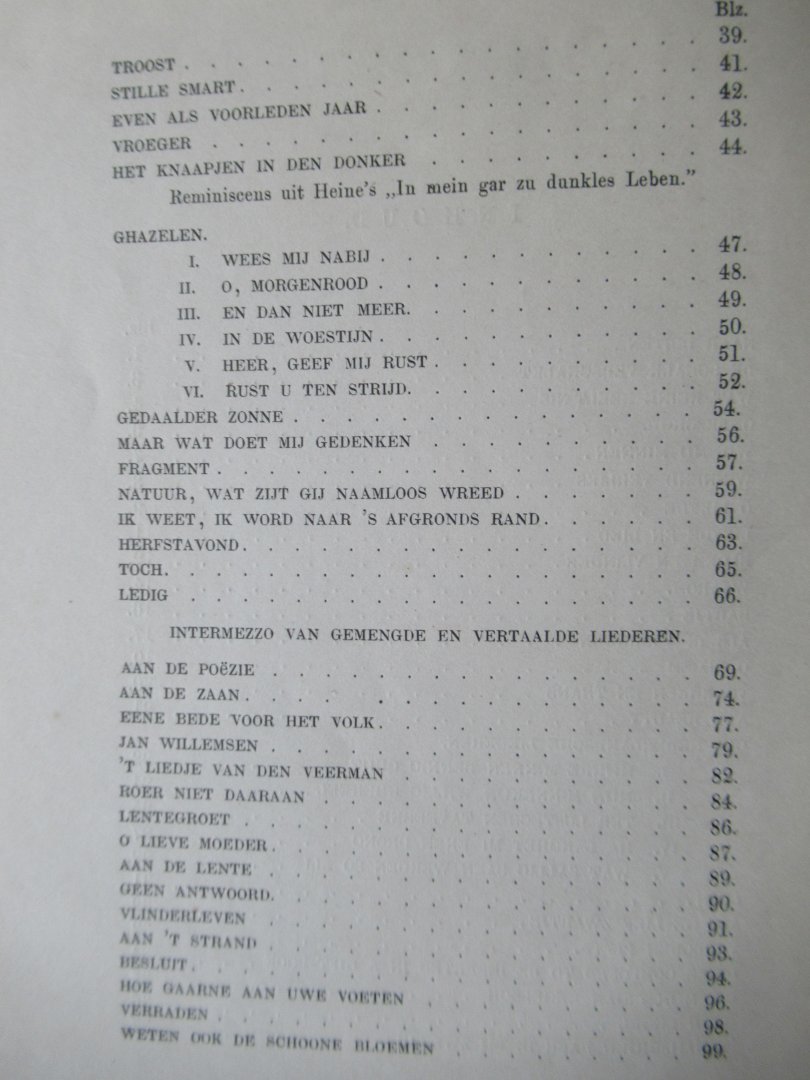 Blz.
TROOST . . . . . . . . . . . . . . . . . 39.
STILLE SMART . . . . . . . . . . . . . . . 41.
EVEN ALS VOORLEDEN JAAR . . . . . . . . . . . 42.
VROEGER . . . . . . . . . . . . . . . . 43.
HET KNAAPJEN IN DEN DONKER . . . . . . . . . 44.
Reminiscens uit Heine's „In mein gar zu dunkles Leben.”
GHAZELEN.
I. WEES MIJ NABIJ . . . . . . . . . . . . 47.
II. O, MORGENROOD . . . . . . . . . . . . 48.
III. EN DAN NIET MEER. . . . . . . . . . . 49.
IV. IN DE WOESTIJN . . . . . . . . . . . . 50.
V. HEER, GEEF MIJ RUST . . . . . . . . . . 51.
VI. RUST U TEN STRIJD. . . . . . . . . . . 52.
GEDAALDER ZONNE . . . . . . . . . . . . . . 54.
MAAR WAT DOET MIJ GEDENKEN . . . . . . . . . 56.
FRAGMENT . . . . . . . . . . . . . . . . 57.
NATUUR, WAT ZIJT GIJ NAAMLOOS WREED . . . . . . 59.
IK WEET, IK WORD NAAR 'S AFGRONDS RAND. . . . . . 61.
HERFSTAVOND. . . . . . . . . . . . . . . . 63.
TOCH. . . . . . . . . . . . . . . . . . 65.
LEDIG . . . . . . . . . . . . . . . . . 66.
INTERMEZZO VAN GEMENGDE EN VERTAALDE LIEDEREN.
AAN DE POËZIE . . . . . . . . . . . . . . 69.
AAN DE ZAAN . . . . . . . . . . . . . . . 74.
EENE BEDE VOOR HET VOLK . . . . . . . . . . . 77.
JAN WILLEMSEN . . . . . . . . . . . . . . 79.
'T LIEDJE VAN DEN VEERMAN . . . . . . . . . . 82.
ROER NIET DAARAAN . . . . . . . . . . . . . 84.
LENTEGROET . . . . . . . . . . . . . . . 86.
O LIEVE MOEDER. . . . . . . . . . . . . . . 87.
AAN DE LENTE . . . . . . . . . . . . . . . 89.
GEEN ANTWOORD. . . . . . . . . . . . . . . 90.
VLINDERLEVEN . . . . . . . . . . . . . . . 91.
AAN 'T STRAND . . . . . . . . . . . . . . 93.
BESLUIT. . . . . . . . . . . . . . . . . 94.
HOE GAARNE AAN UWE VOETEN . . . . . . . . . . 96.
VERRADEN . . . . . . . . . . . . . . . . 98.
WETEN OOK DE SCHOONE BLOEMEN . . . . . . . . . 99.